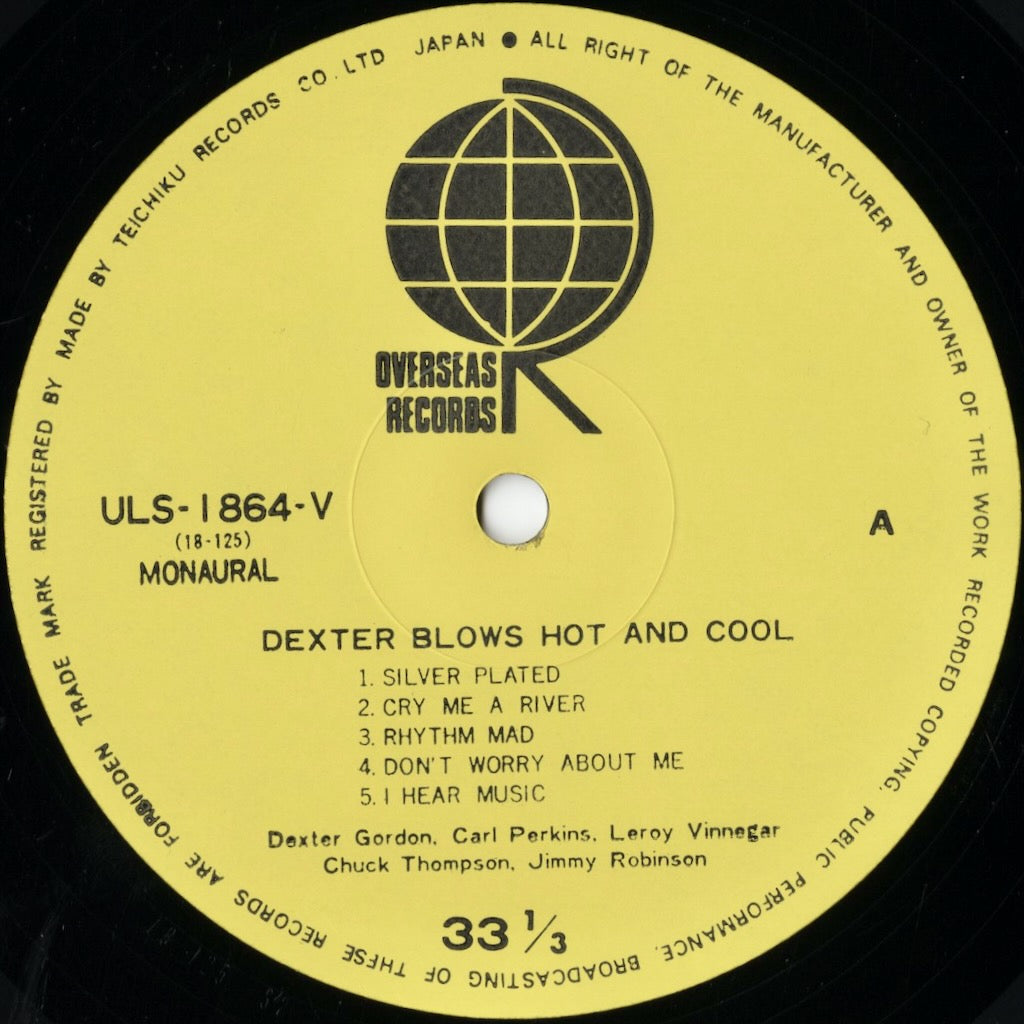 TRADE MARK REGISTERED BY MADE BY TEICHIKU RECORDS CO. LTD JAPAN ● ALL RIGHT OF THE MANUFACTURER AND OWNER OF THE WORK RECORDED COPYING. PUBLIC PERFORMANCE. BROADCASTING OF THESE RECORDS ARE FORBIDDEN
OVERSEAS
RECORDS
R
ULS-1864-V
(18-125)
MONAURAL
A
DEXTER BLOWS HOT AND COOL
1. SILVER PLATED
2. CRY ME A RIVER
3. RHYTHM MAD
4. DON'T WORRY ABOUT ME
5. I HEAR MUSIC
Dexter Gordon. Carl Perkins. Leroy Vinnegar
Chuck Thompson. Jimmy Robinson
33 1/3